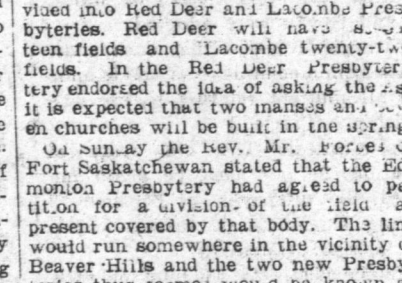 vided into Red Deer and Lacombe Pres
byteries. Red Deer will have
teen fields and Lacombe twenty-tw
fields. In the Red Deer Presbyter
tery endorsed the idea of asking the
it is expected that two manses and
en churches will be built in the spring
On Sunday the Rev. Mr. Forbes
Fort Saskatchewan stated that the Ed
monton Presbytery had agreed to pe
tition for a division of the field a
present covered by that body. The lin
would run somewhere in the vicinity
Beaver Hills and the two new Presby